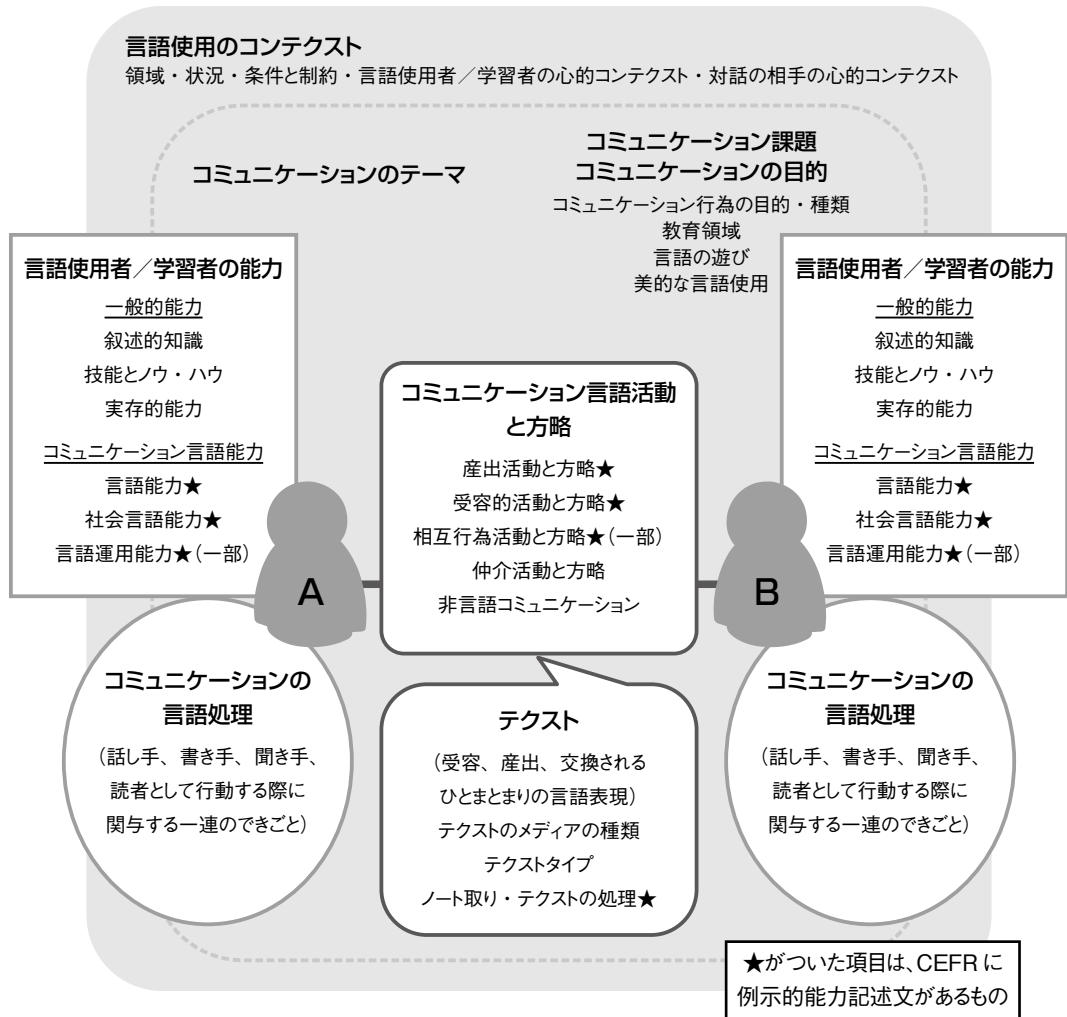 言語使用のコンテクスト
領域・状況・条件と制約・言語使用者／学習者の心的コンテクスト・対話の相手の心的コンテクスト
コミュニケーションのテーマ
コミュニケーション課題
コミュニケーションの目的
コミュニケーション行為の目的・種類
教育領域
言語の遊び
美的な言語使用
言語使用者／学習者の能力
一般的能力
叙述的知識
技能とノウ・ハウ
実存的能力
コミュニケーション言語能力
言語能力★
社会言語能力★
言語運用能力★(一部)
A
コミュニケーション言語活動
と方略
産出活動と方略★
受容的活動と方略★
相互行為活動と方略★(一部)
仲介活動と方略
非言語コミュニケーション
言語使用者／学習者の能力
一般的能力
叙述的知識
技能とノウ・ハウ
実存的能力
コミュニケーション言語能力
言語能力★
社会言語能力★
言語運用能力★(一部)
B
コミュニケーションの
言語処理
(話し手、書き手、聞き手、
読者として行動する際に
関与する一連のできごと)
テクスト
(受容、産出、交換される
ひとまとまりの言語表現)
テクストのメディアの種類
テクストタイプ
ノート取り・テクストの処理★
コミュニケーションの
言語処理
(話し手、書き手、聞き手、
読者として行動する際に
関与する一連のできごと)
★がついた項目は、CEFRに
例示的能力記述文があるもの